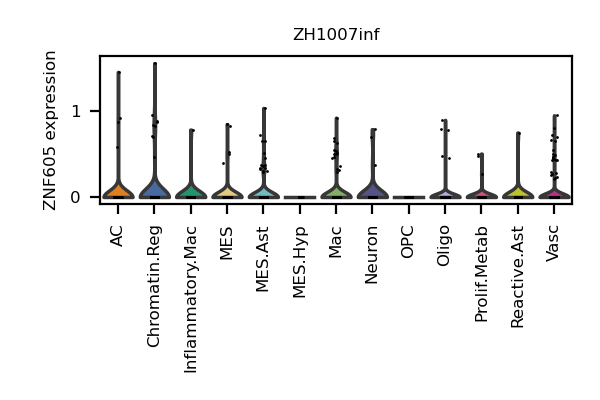 ZH1007inf
ZNF605 expression
1
0
AC
Chromatin.Reg
Inflammatory.Mac
MES
MES.Ast
MES.Hyp
Mac
Neuron
OPC
Oligo
Prolif.Metab
Reactive.Ast
Vasc